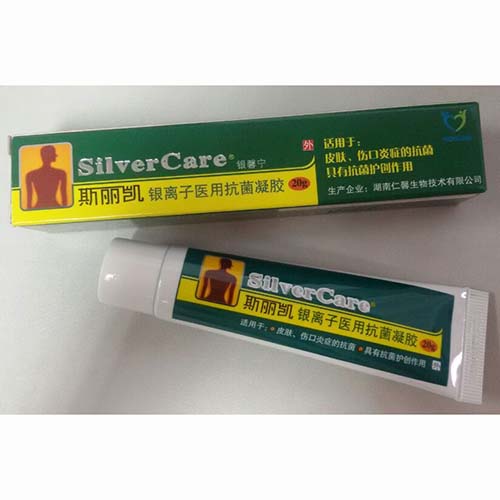 SilverCare® 银馨宁
斯丽凯 银离子医用抗菌凝胶 20g
外
适用于:
皮肤、伤口炎症的抗菌
具有抗菌护创作用
生产企业:湖南仁馨生物技术有限公司
SilverCare®
斯丽凯 银离子医用抗菌凝胶 20g
适用于:•皮肤、伤口炎症的抗菌•具有抗菌护创作用 外